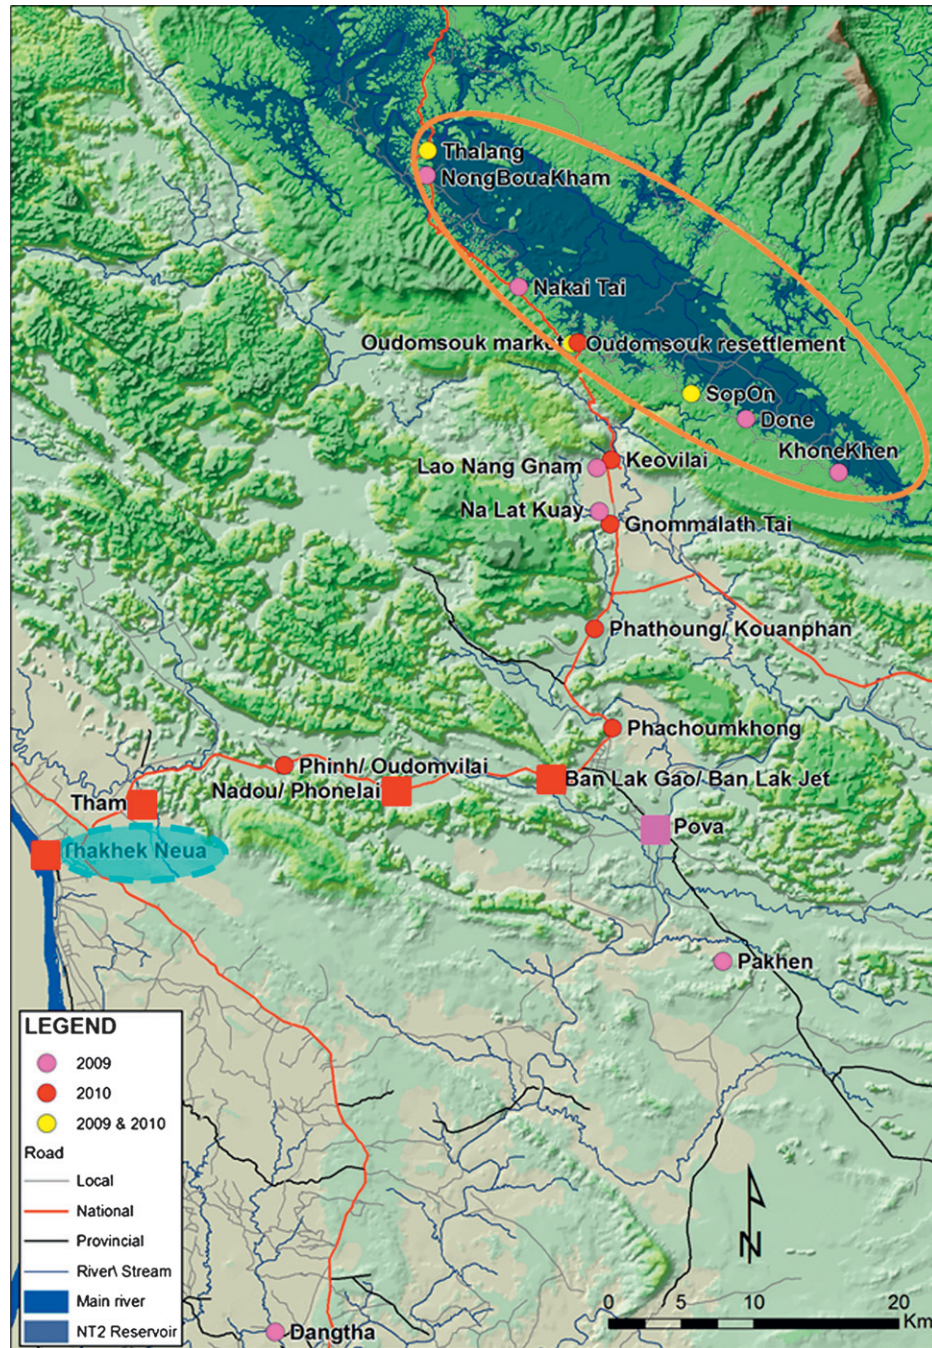 Thalang
NongBouaKham
Nakai Tai
Oudomsouk market
Oudomsouk resettlement
SopOn
Done
KhoneKhen
Keovilai
Lao Nang Gnam
Na Lat Kuay
Gnommalath Tai
Phathoung/ Kouanphan
Phachoumkhong
Phinh/ Oudomvilai
Nadou/ Phonelai
Ban Lak Gao/ Ban Lak Jet
Tham
Pova
Thakhek Neua
Pakhen
LEGEND
2009
2010
2009 & 2010
Road
Local
National
Provincial
River\ Stream
Main river
NT2 Reservoir
Dangtha
N
0 5 10 20
Km